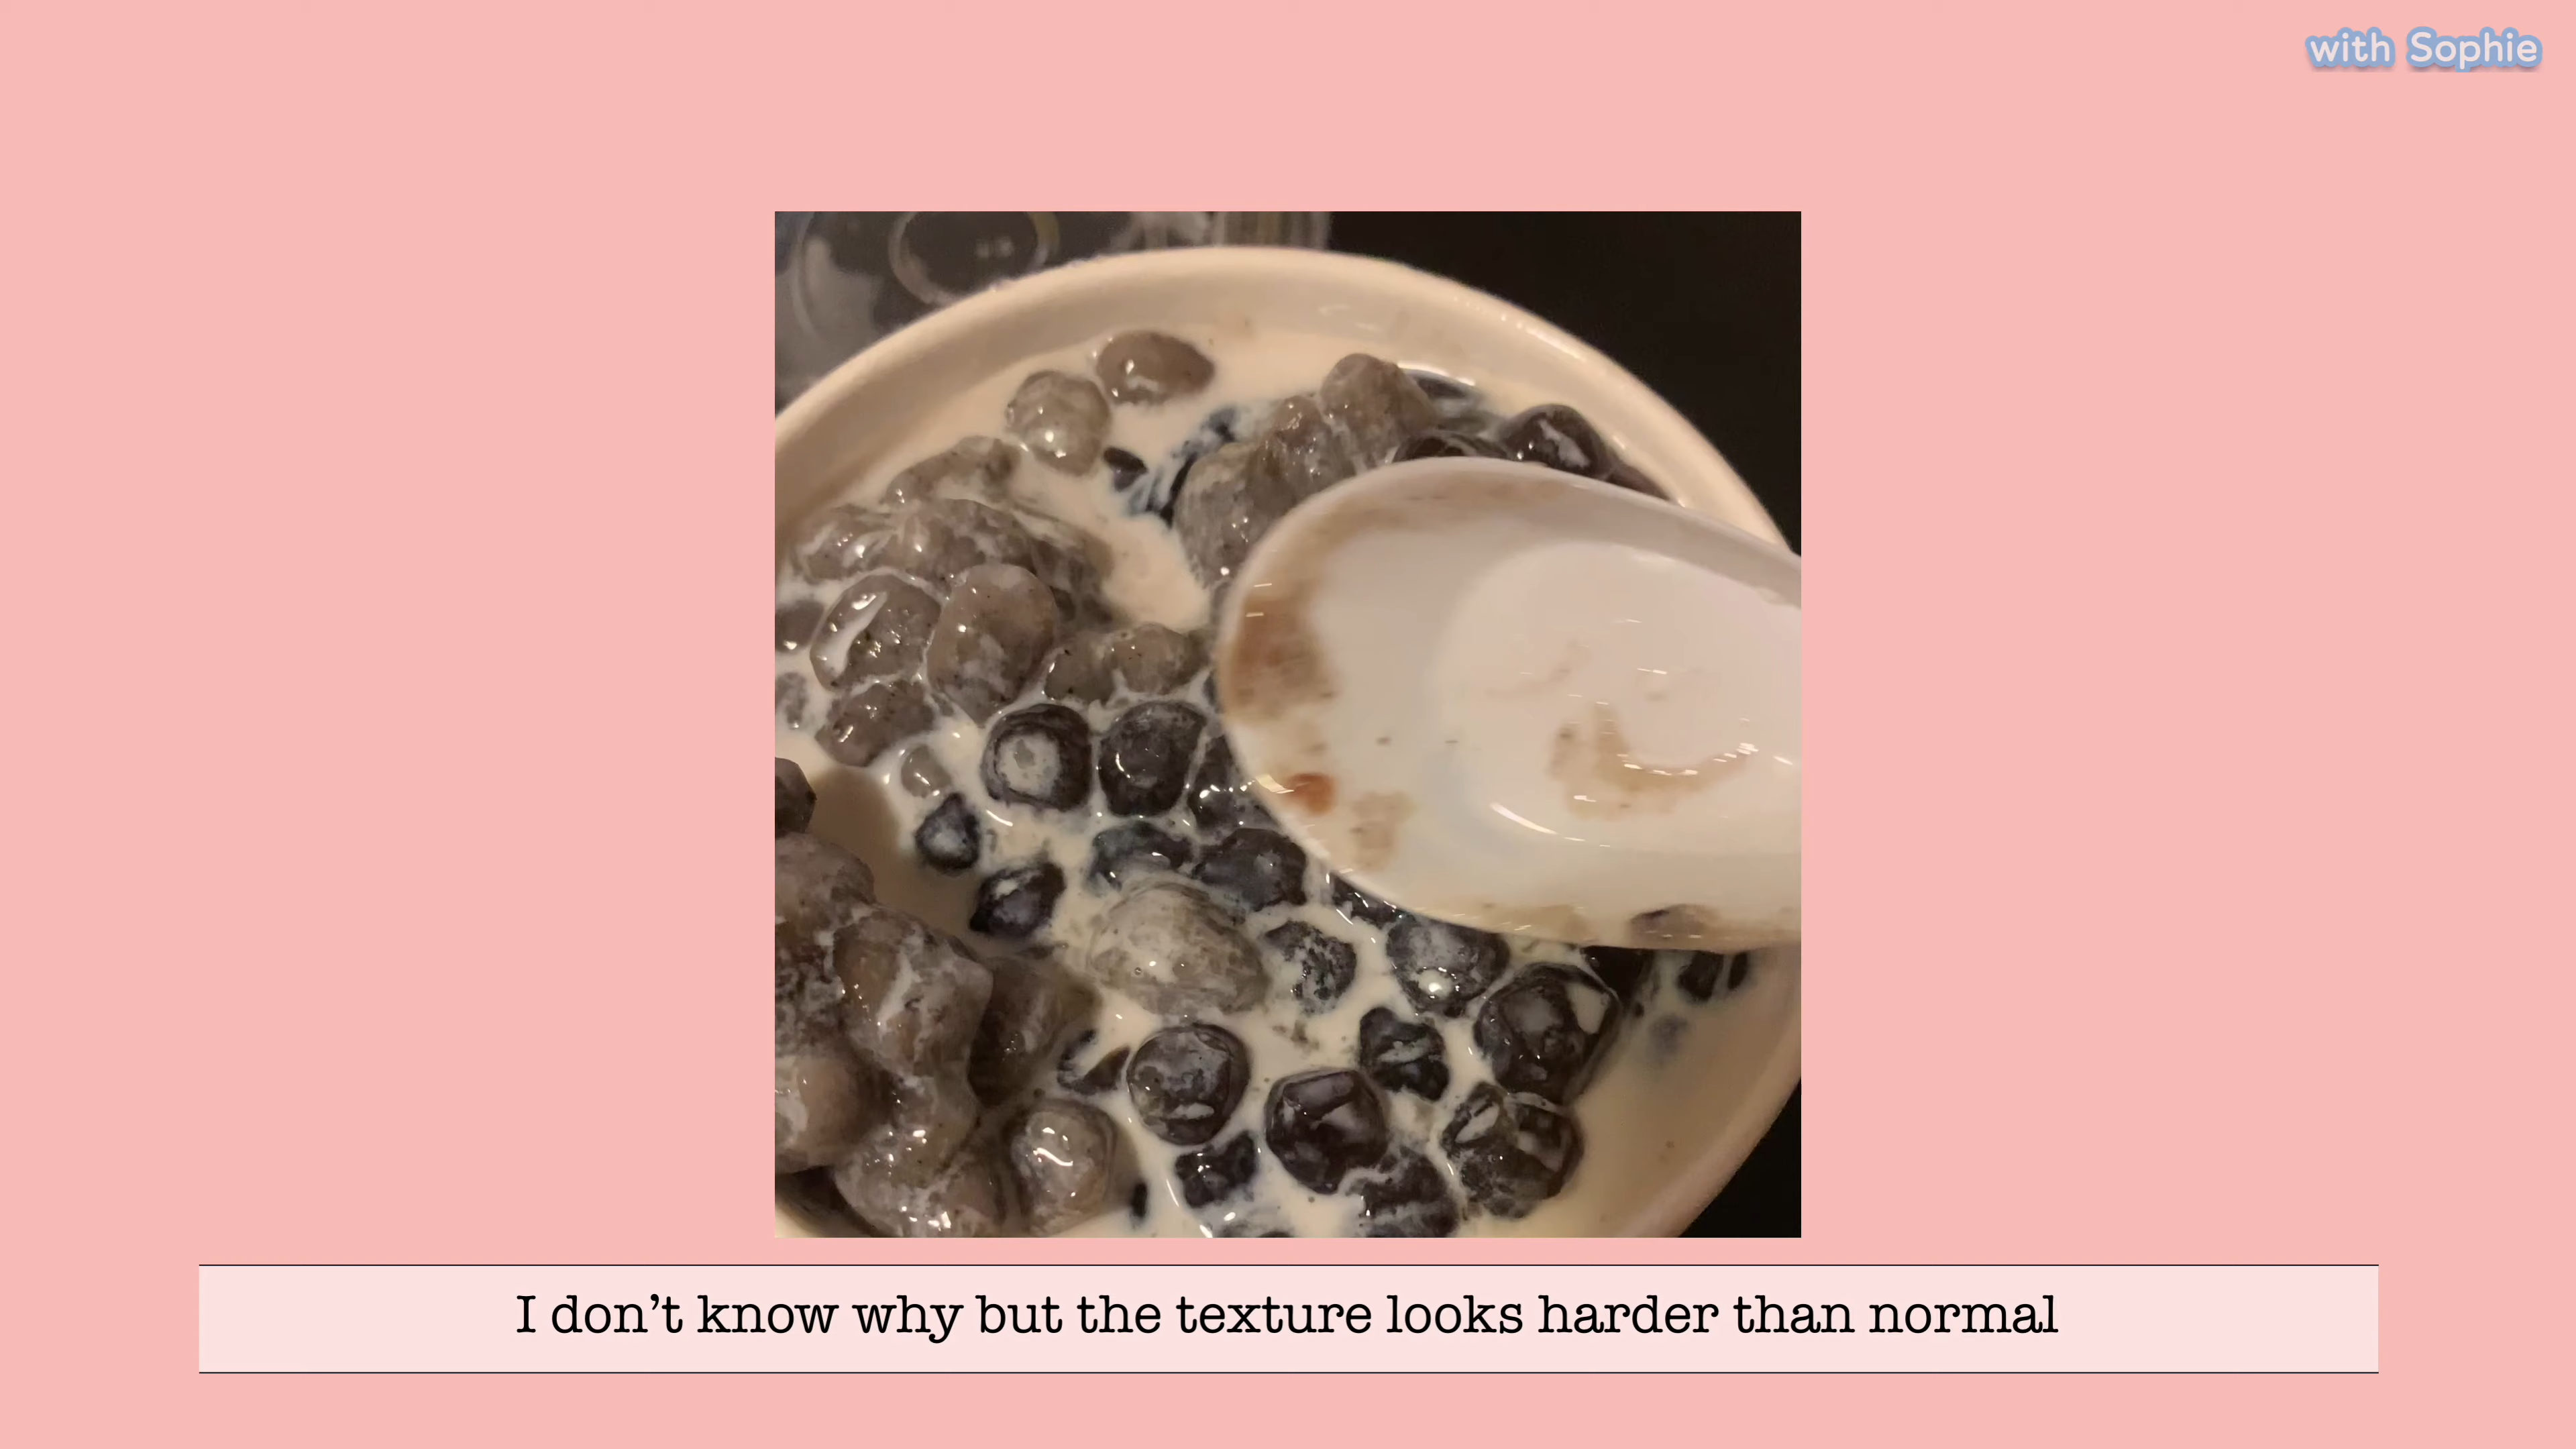 with Sophie
I don’t know why but the texture looks harder than normal